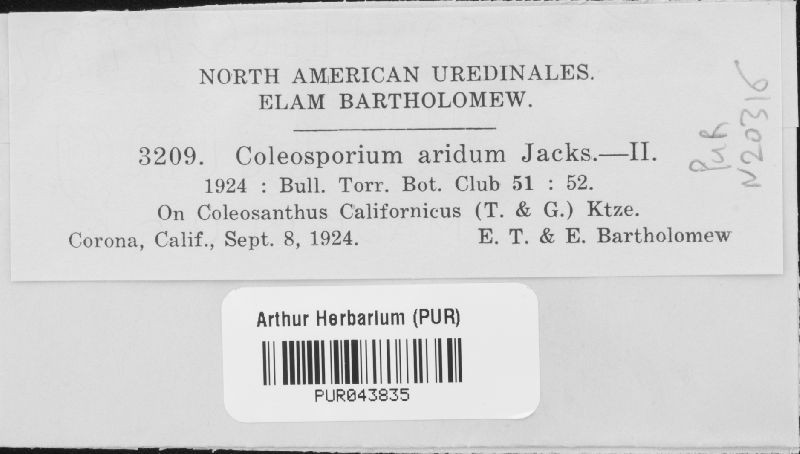 NORTH AMERICAN UREDINALES.
ELAM BARTHOLOMEW.
3209. Coleosporium aridum Jacks.—II.
1924 : Bull. Torr. Bot. Club 51 : 52.
On Coleosanthus Californicus (T. & G.) Ktze.
Corona, Calif., Sept. 8, 1924. E. T. & E. Bartholomew
PUR
N20316
Arthur Herbarium (PUR)
PUR043835